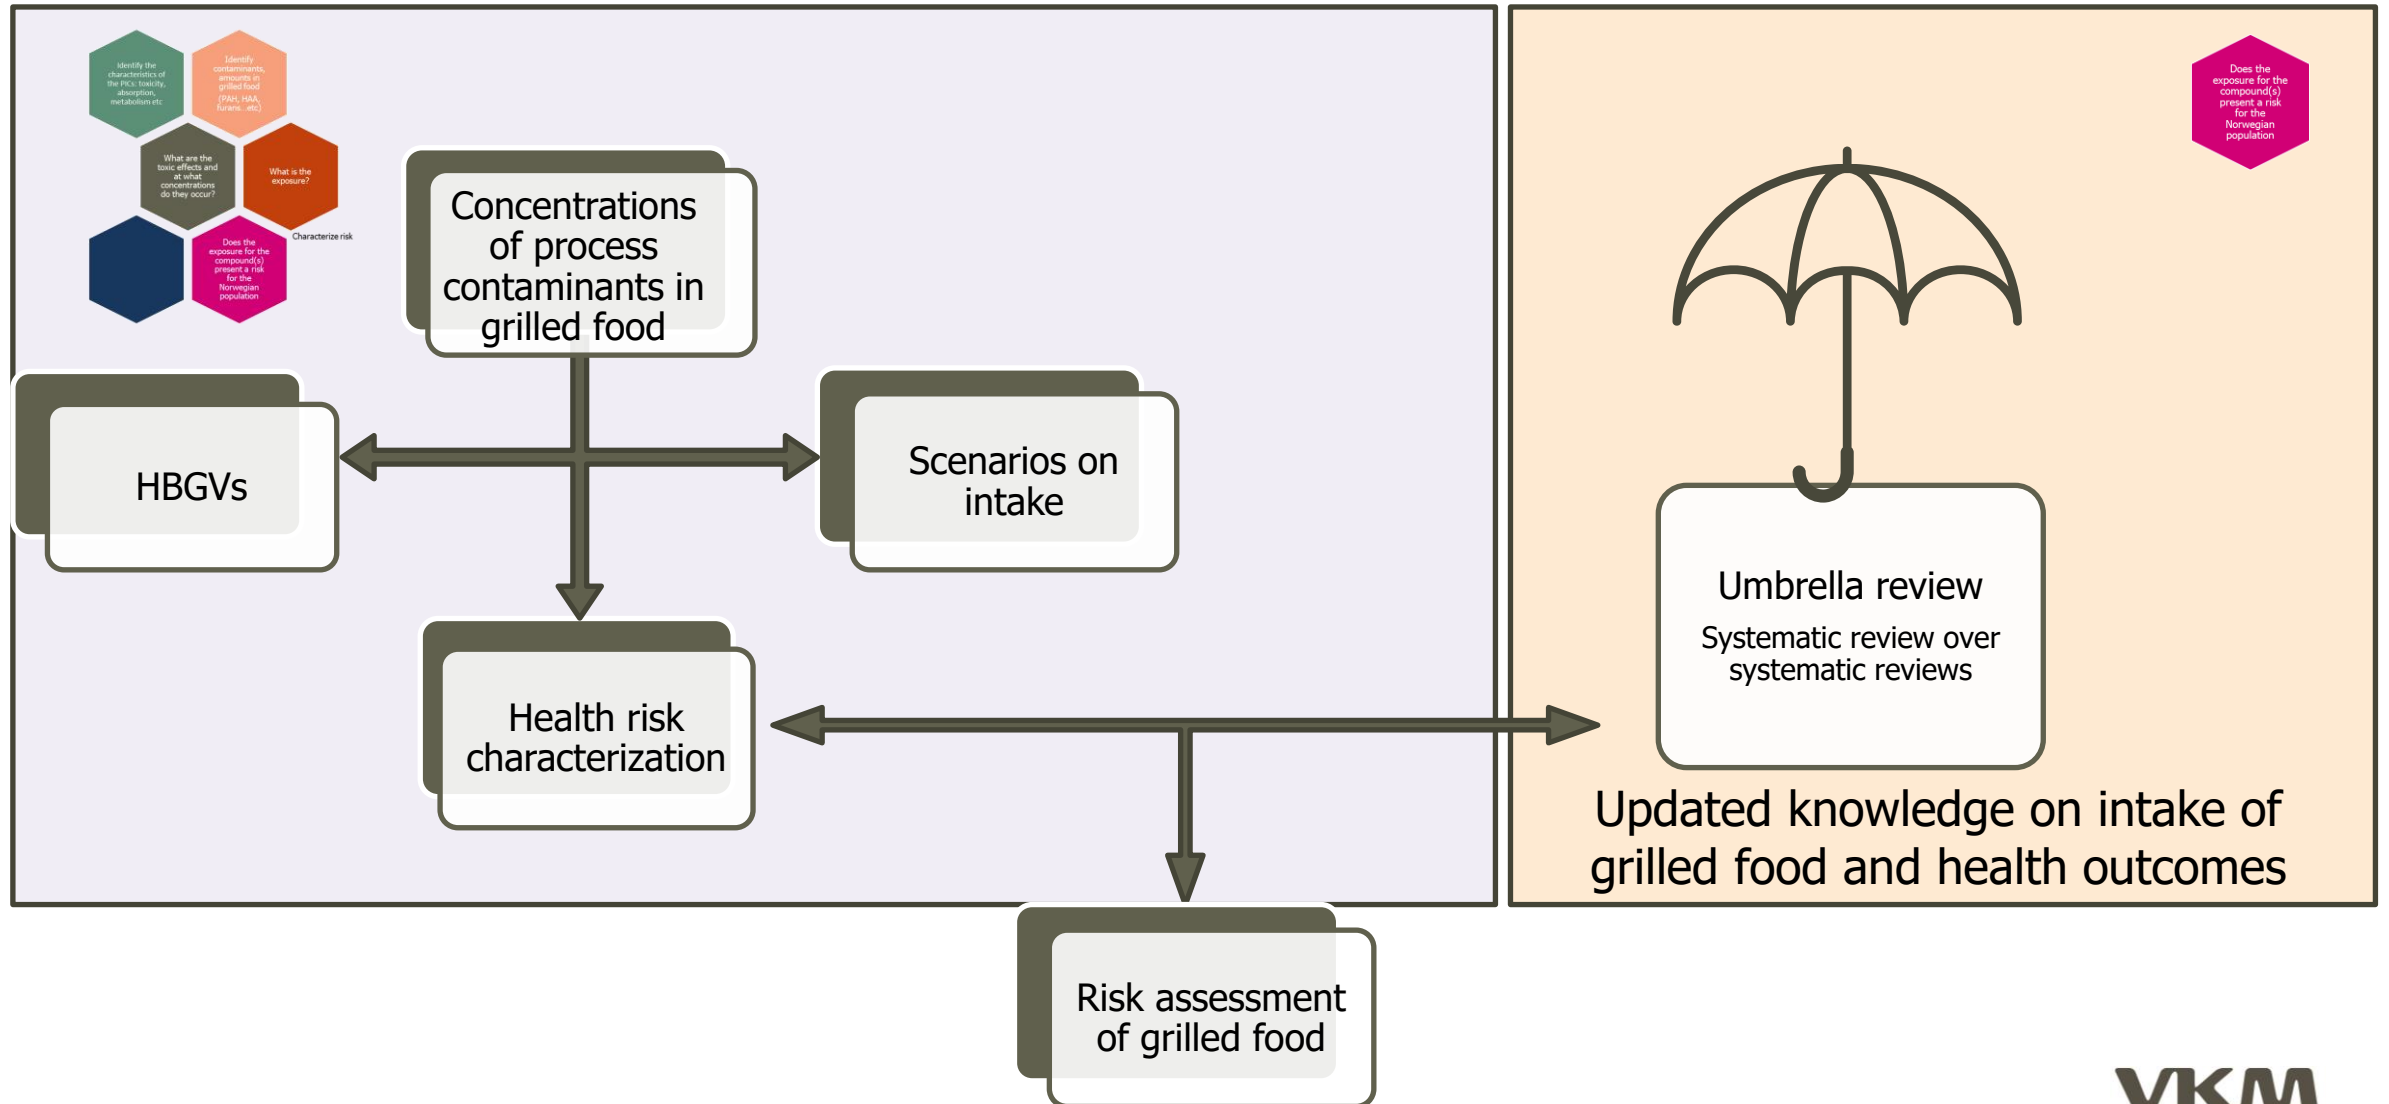 Identify the
characteristics of
the PICs: toxicity,
absorption,
metabolism etc
Identify
contaminants,
amounts in
grilled food
(PAH, HAA,
furans...etc)
What are the
toxic effects and
at what
concentrations
do they occur?
What is the
exposure?
Does the
exposure for the
compound(s)
present a risk
for the
Norwegian
population
Characterize risk
Concentrations
of process
contaminants in
grilled food
HBGVs
Scenarios on
intake
Health risk
characterization
Does the
exposure for the
compound(s)
present a risk
for the
Norwegian
population
Umbrella review
Systematic review over
systematic reviews
Updated knowledge on intake of
grilled food and health outcomes
Risk assessment
of grilled food
VKM